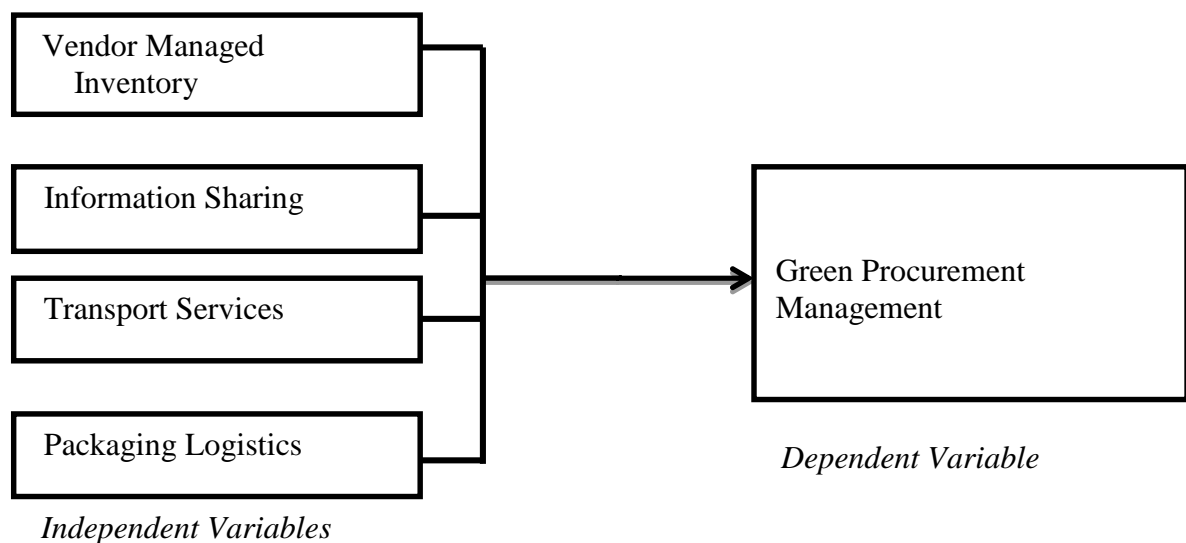 Vendor Managed
Inventory
Information Sharing
Transport Services
Packaging Logistics
Independent Variables
Green Procurement
Management
Dependent Variable